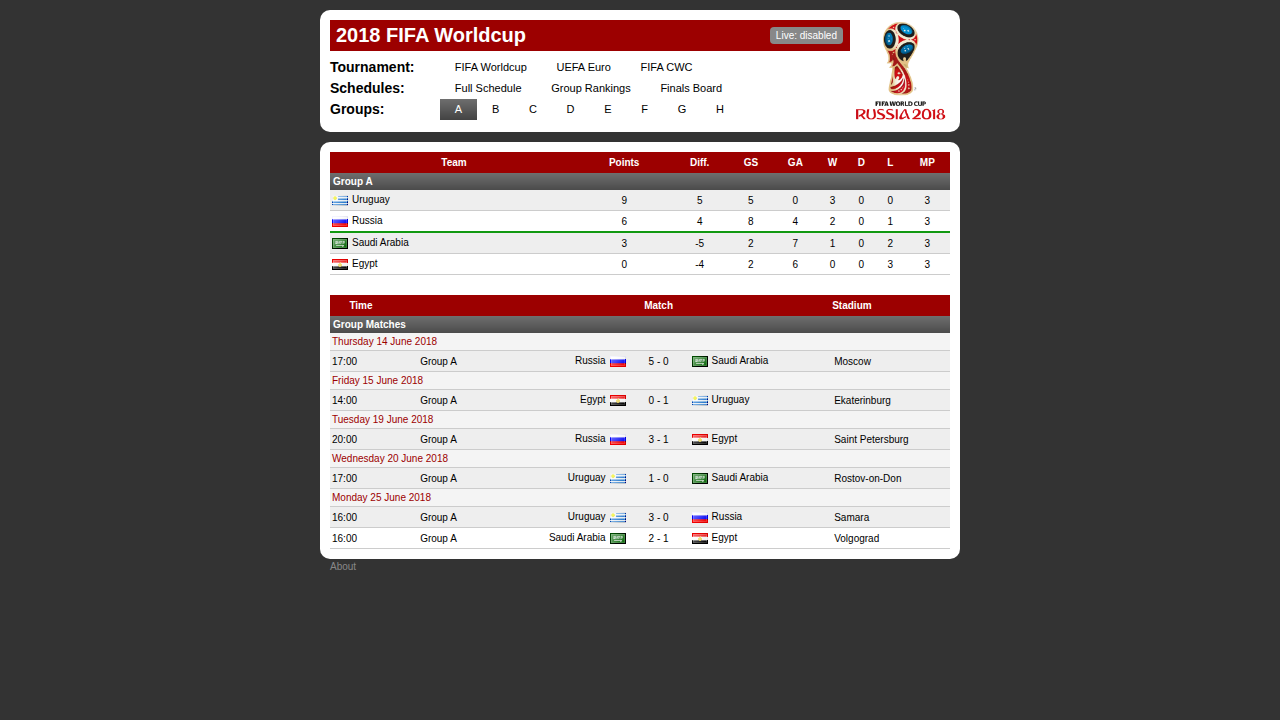 2018 FIFA Worldcup Live: disabled
Tournament: FIFA Worldcup UEFA Euro FIFA CWC
Schedules: Full Schedule Group Rankings Finals Board
Groups: A B C D E F G H
FIFA WORLD CUP
RUSSIA 2018
Team Points Diff. GS GA W D L MP
Group A
Uruguay 9 5 5 0 3 0 0 3
Russia 6 4 8 4 2 0 1 3
Saudi Arabia 3 -5 2 7 1 0 2 3
Egypt 0 -4 2 6 0 0 3 3
Time Match Stadium
Group Matches
Thursday 14 June 2018
17:00 Group A Russia 5 - 0 Saudi Arabia Moscow
Friday 15 June 2018
14:00 Group A Egypt 0 - 1 Uruguay Ekaterinburg
Tuesday 19 June 2018
20:00 Group A Russia 3 - 1 Egypt Saint Petersburg
Wednesday 20 June 2018
17:00 Group A Uruguay 1 - 0 Saudi Arabia Rostov-on-Don
Monday 25 June 2018
16:00 Group A Uruguay 3 - 0 Russia Samara
16:00 Group A Saudi Arabia 2 - 1 Egypt Volgograd
About